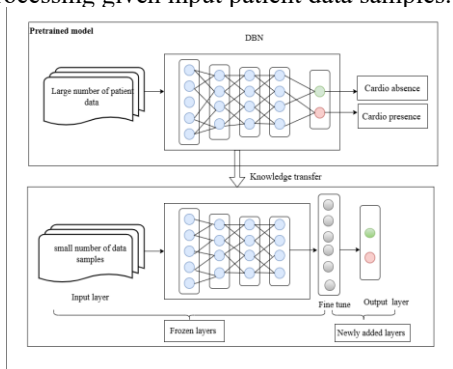 rocessing given input patient data samples.
Pretrained model
DBN
Large number of patient
data
Cardio absence
Cardio presence
Knowledge transfer
small number of data
samples
Input layer
Fine tune
Output layer
Frozen layers
Newly added layers